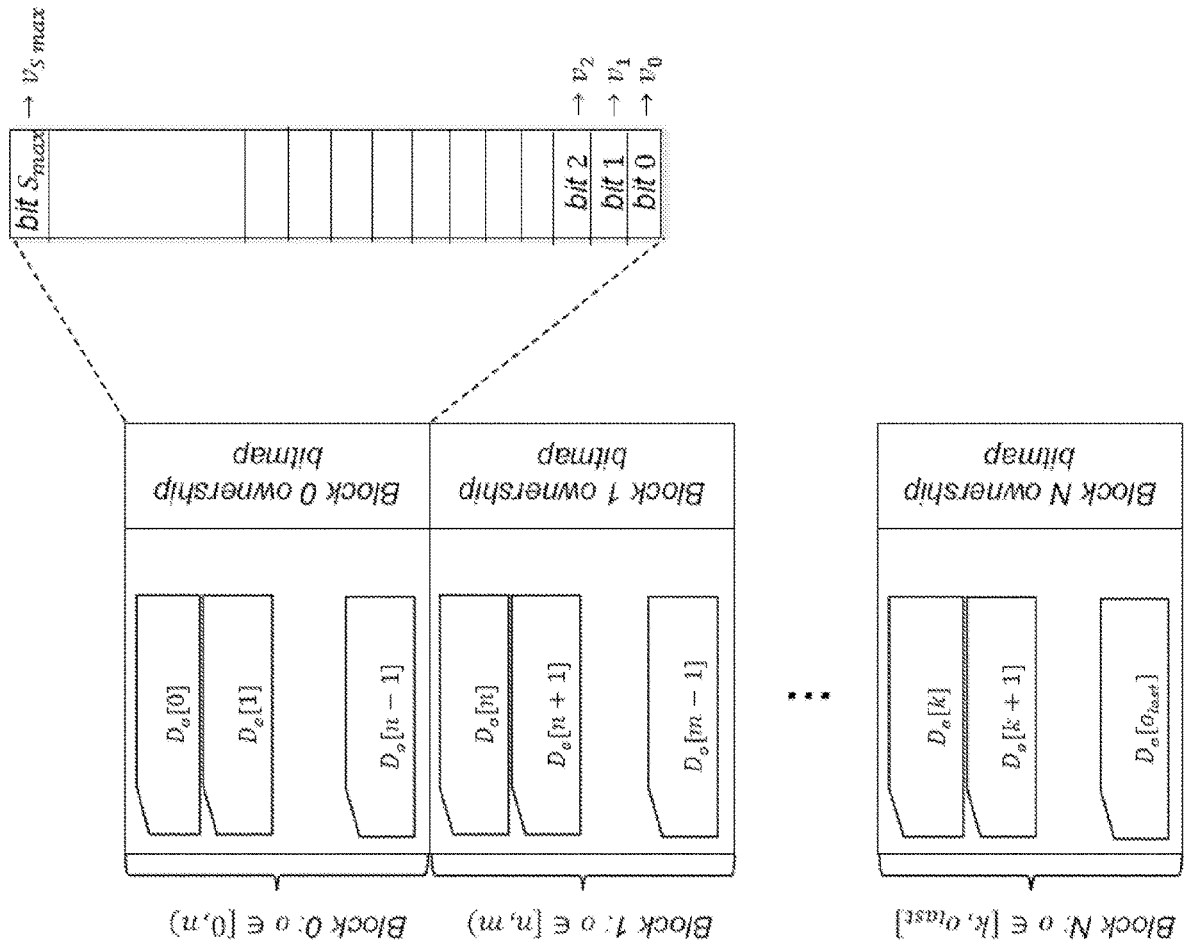 bit S_max → v_S max
bit 2 → v_2
bit 1 → v_1
bit 0 → v_0
Block 0: o ∈ [0, n)
D_o[0]
D_o[1]
D_o[n − 1]
Block 0 ownership
bitmap
Block 1: o ∈ [n, m)
D_o[n]
D_o[n + 1]
D_o[m − 1]
Block 1 ownership
bitmap
...
Block N: o ∈ [k, o_last]
D_o[k]
D_o[k + 1]
D_o[o_last]
Block N ownership
bitmap